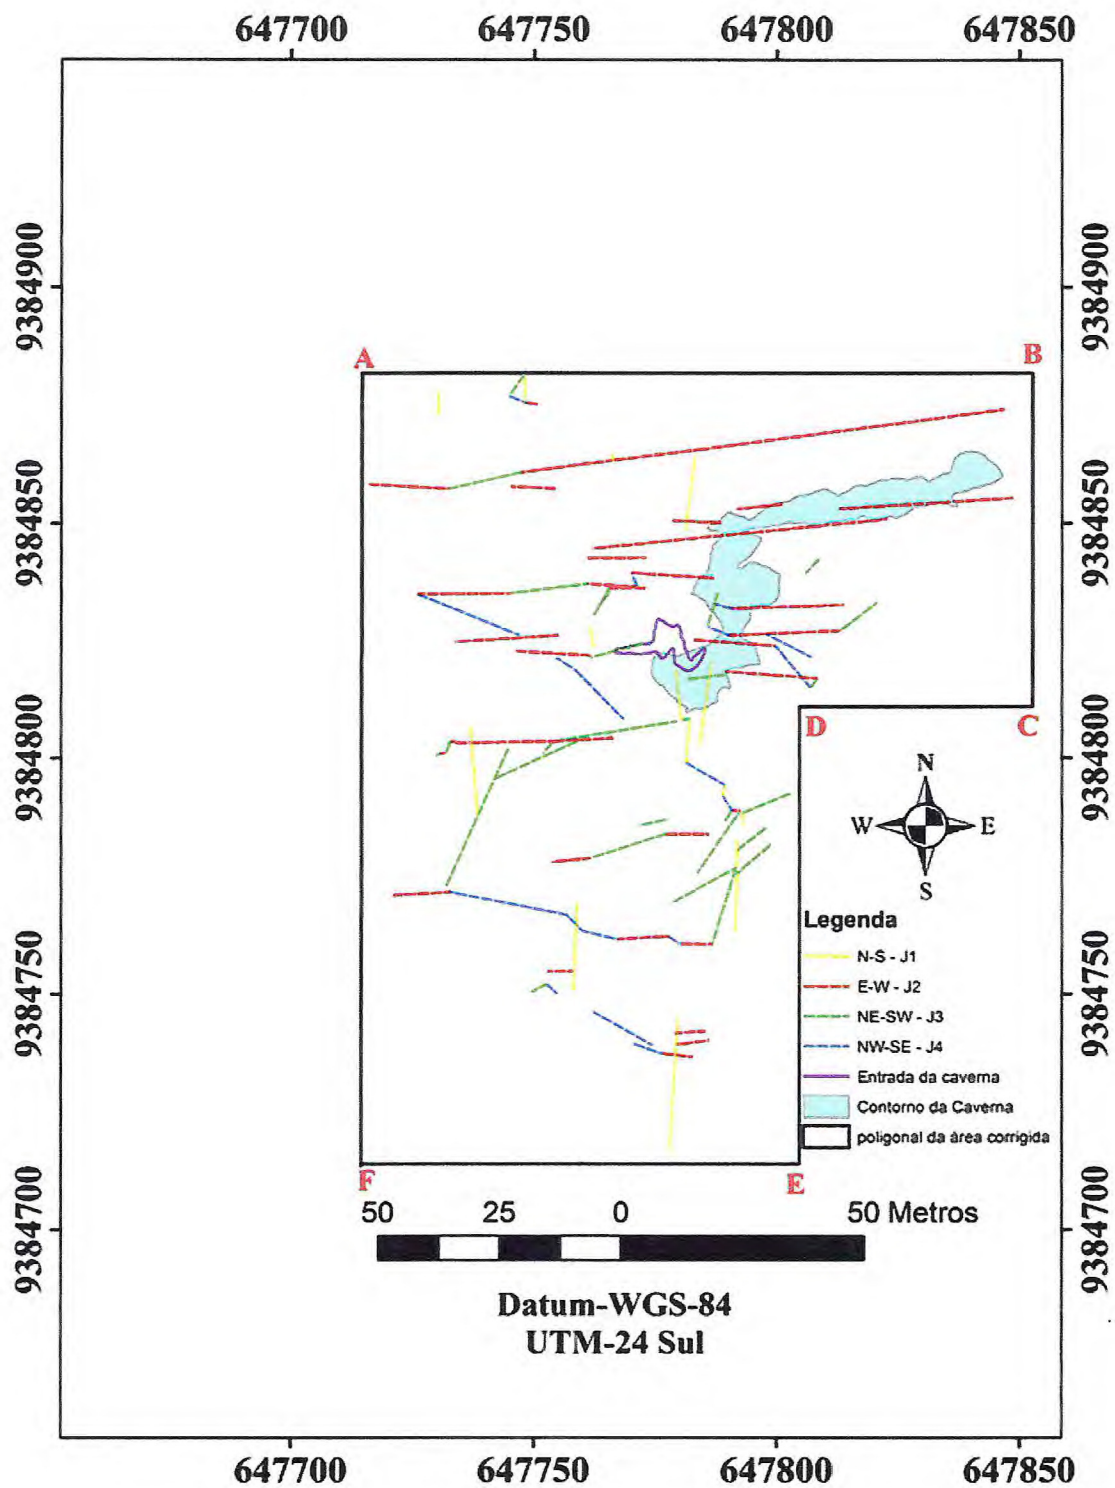 647700 647750 647800 647850
9384900 9384900
A B
9384850 9384850
9384800 9384800
D C
N
W E
S
Legenda
N-S - J1
E-W - J2
NE-SW - J3
NW-SE - J4
Entrada da caverna
Contorno da Caverna
poligonal da área corrigida
9384750 9384750
F E
9384700 9384700
50 25 0 50 Metros
Datum-WGS-84
UTM-24 Sul
647700 647750 647800 647850